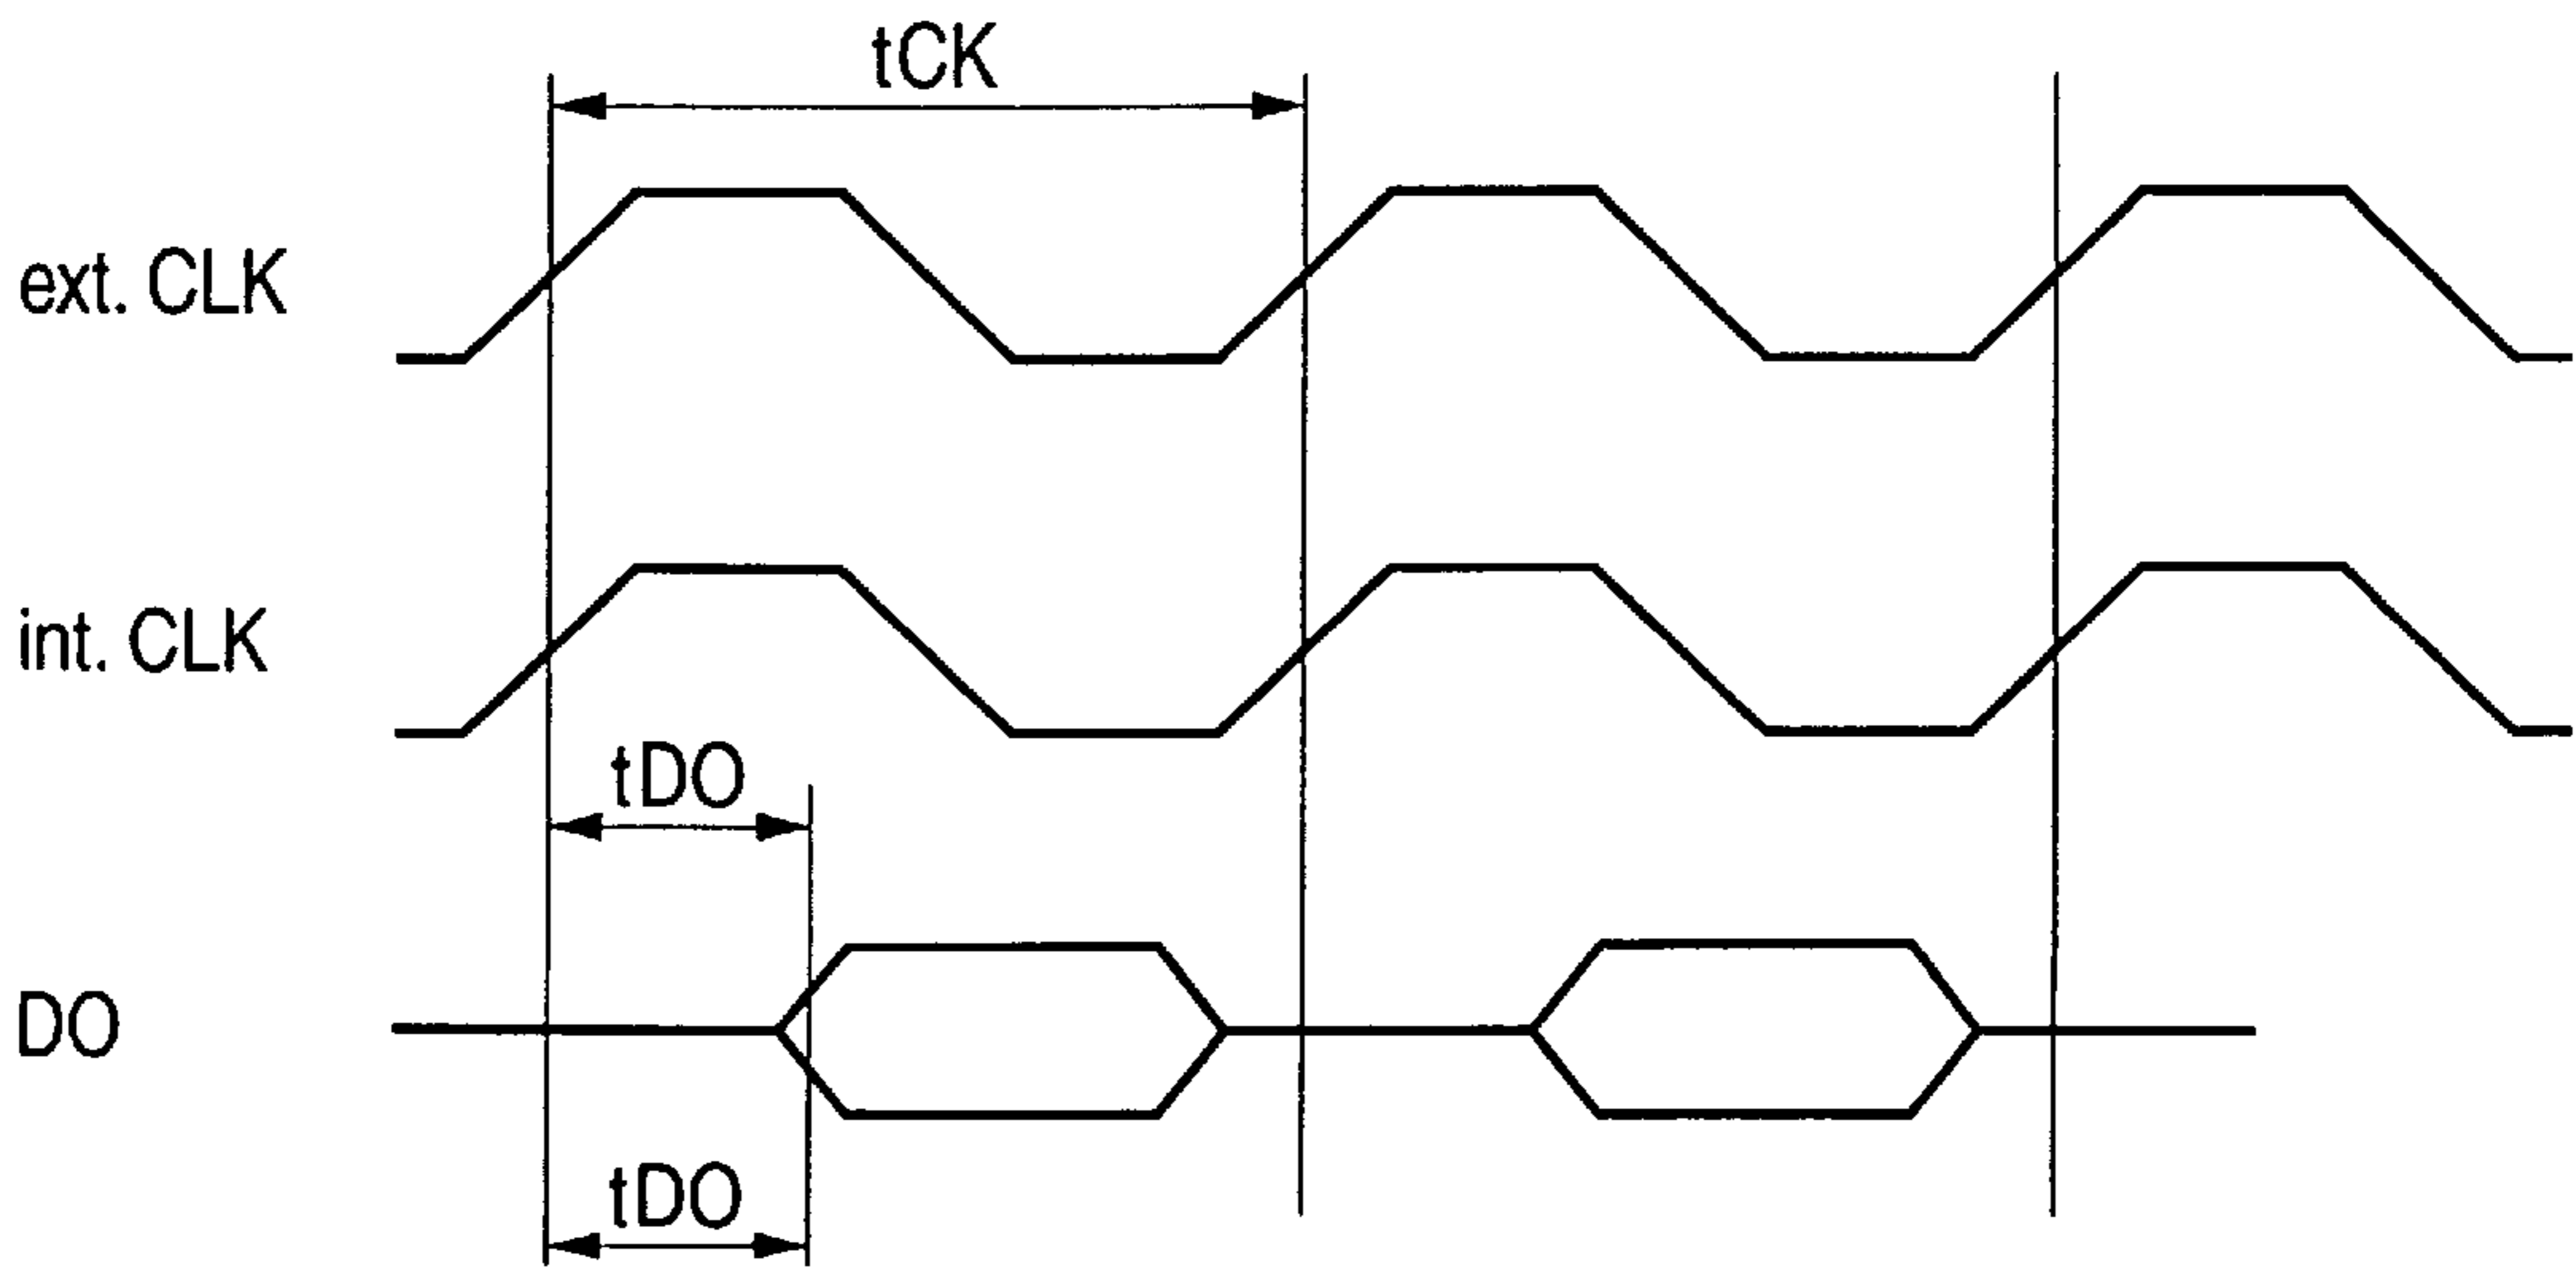 tCK
ext. CLK
int. CLK
tDO
DO
tDO